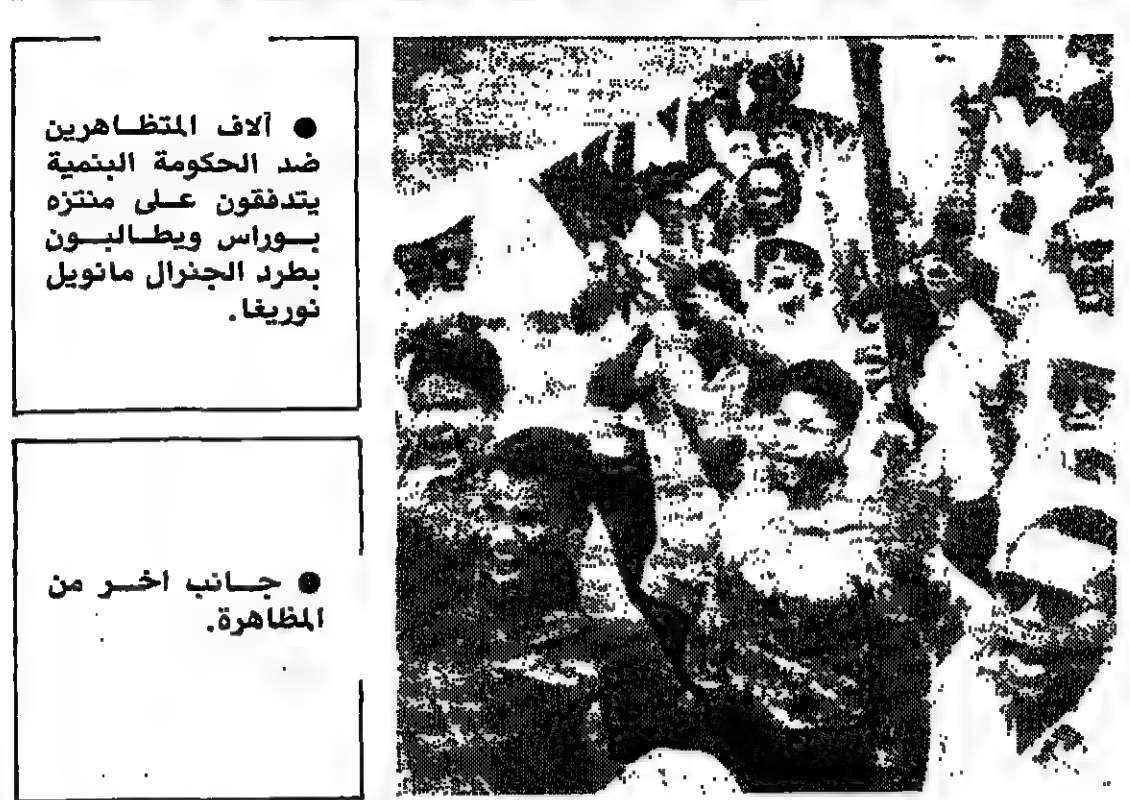 ● آلاف المتظاهرين
ضد الحكومة البنمية
يتدفقون على منتزه
بوراس ويطالبون
بطرد الجنرال مانويل
نوريغا.
● جانب اخر من
المظاهرة.